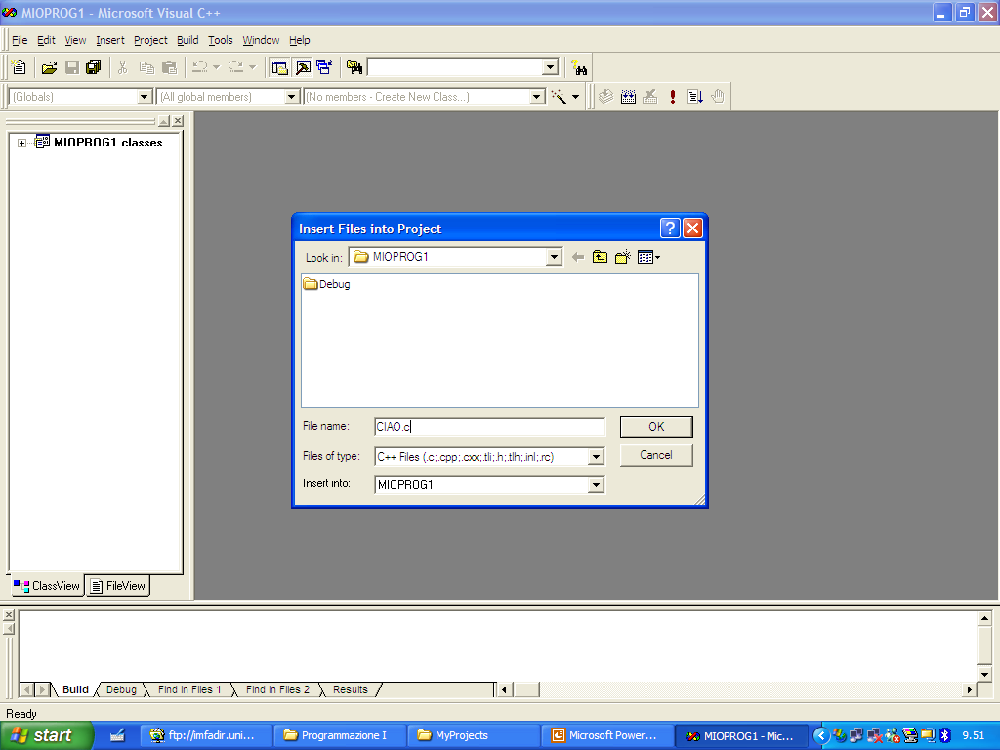 MIOPROG1 - Microsoft Visual C++
File Edit View Insert Project Build Tools Window Help
(Globals) (All global members) (No members - Create New Class...)
MIOPROG1 classes
Insert Files into Project
Look in: MIOPROG1
Debug
File name: CIAO.c OK
Files of type: C++ Files (.c;.cpp;.cxx;.tli;.h;.tlh;.inl;.rc) Cancel
Insert into: MIOPROG1
ClassView FileView
Build Debug Find in Files 1 Find in Files 2 Results
Ready
start ftp://imfadir.uni... Programmazione I MyProjects Microsoft Power... MIOPROG1 - Mic... 9.51